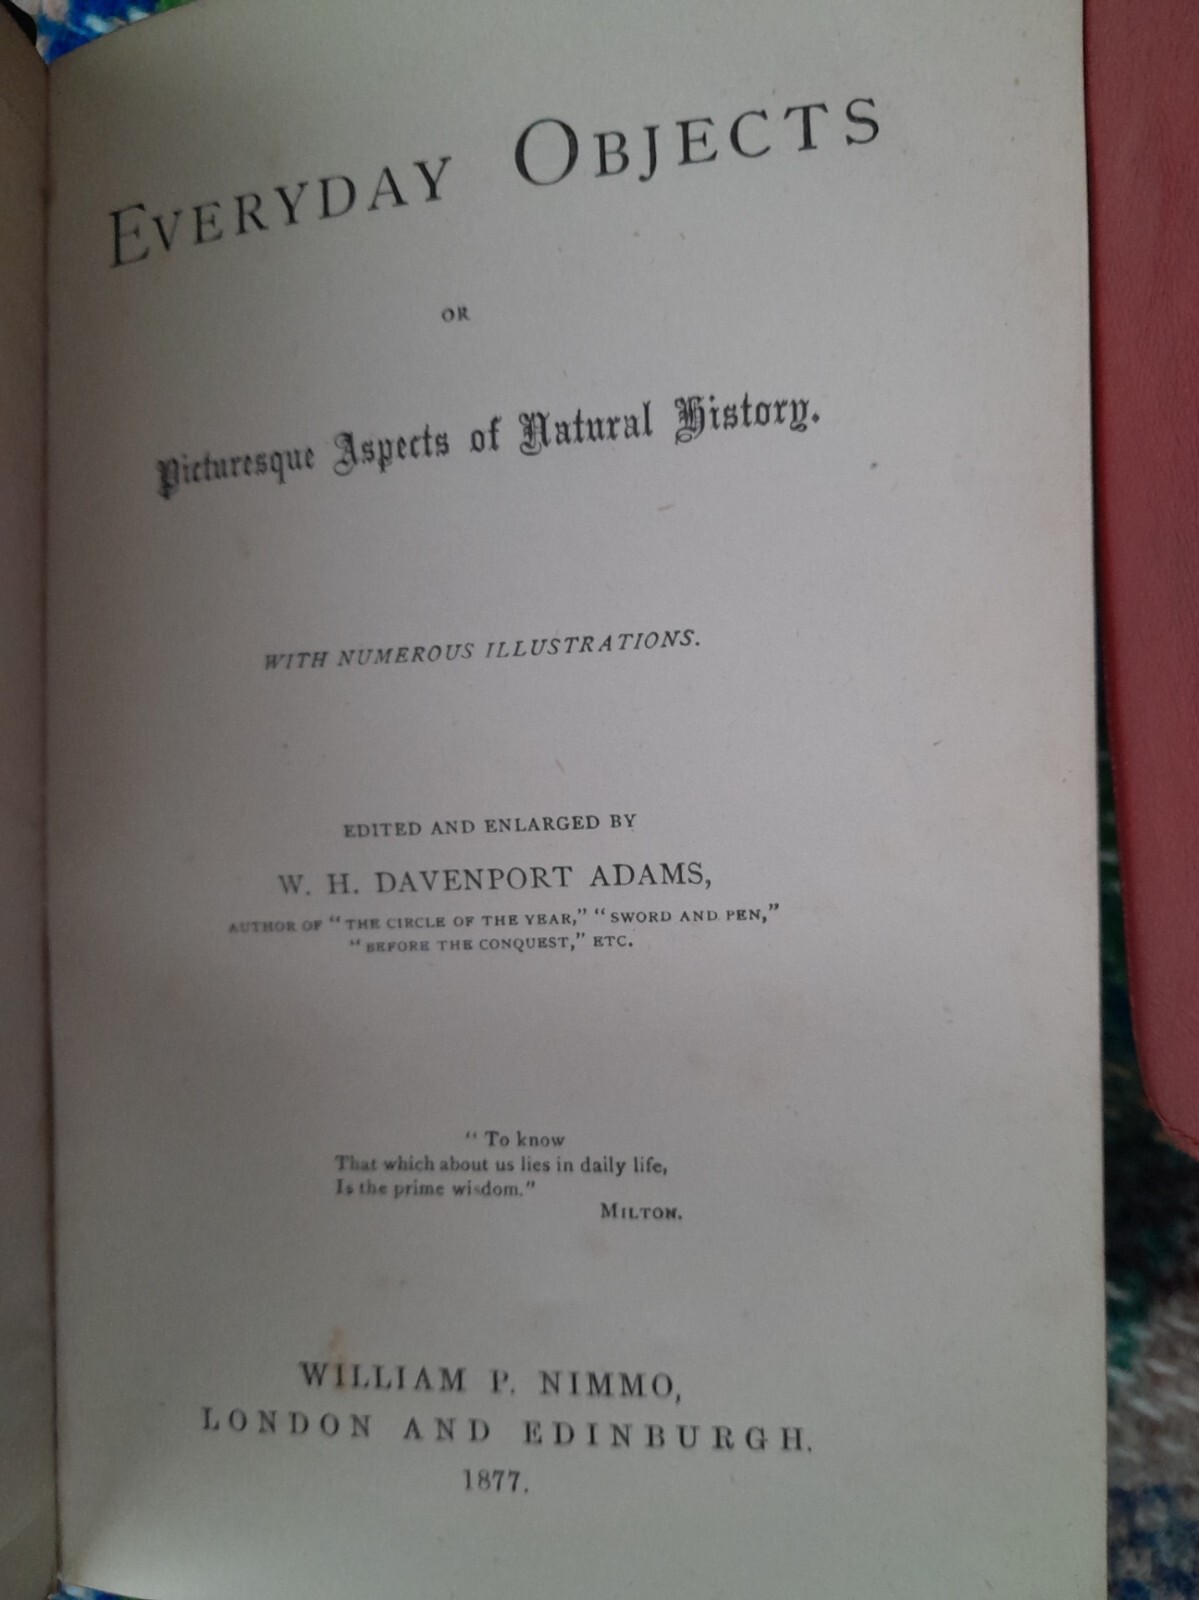 EVERYDAY OBJECTS
OR
Picturesque Aspects of Natural History.
WITH NUMEROUS ILLUSTRATIONS.
EDITED AND ENLARGED BY
W. H. DAVENPORT ADAMS,
AUTHOR OF "THE CIRCLE OF THE YEAR," "SWORD AND PEN,"
"BEFORE THE CONQUEST," ETC.
"To know
That which about us lies in daily life,
Is the prime wisdom."
MILTON.
WILLIAM P. NIMMO,
LONDON AND EDINBURGH.
1877.